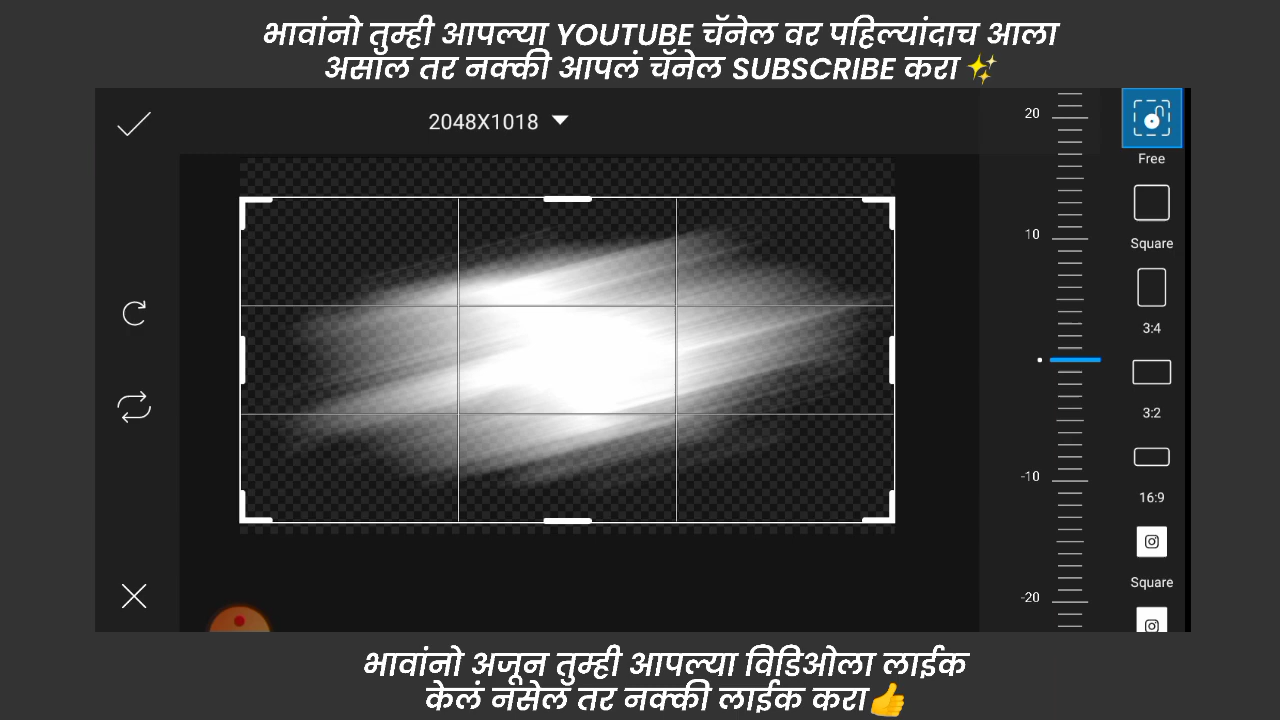 भावांनो तुम्ही आपल्या YOUTUBE चॅनेल वर पहिल्यांदाच आला
असाल तर नक्की आपलं चॅनेल SUBSCRIBE करा ✨
2048X1018
20
10
-10
-20
Free
Square
3:4
3:2
16:9
Square
भावांनो अजून तुम्ही आपल्या विडिओला लाईक
केलं नसेल तर नक्की लाईक करा👍